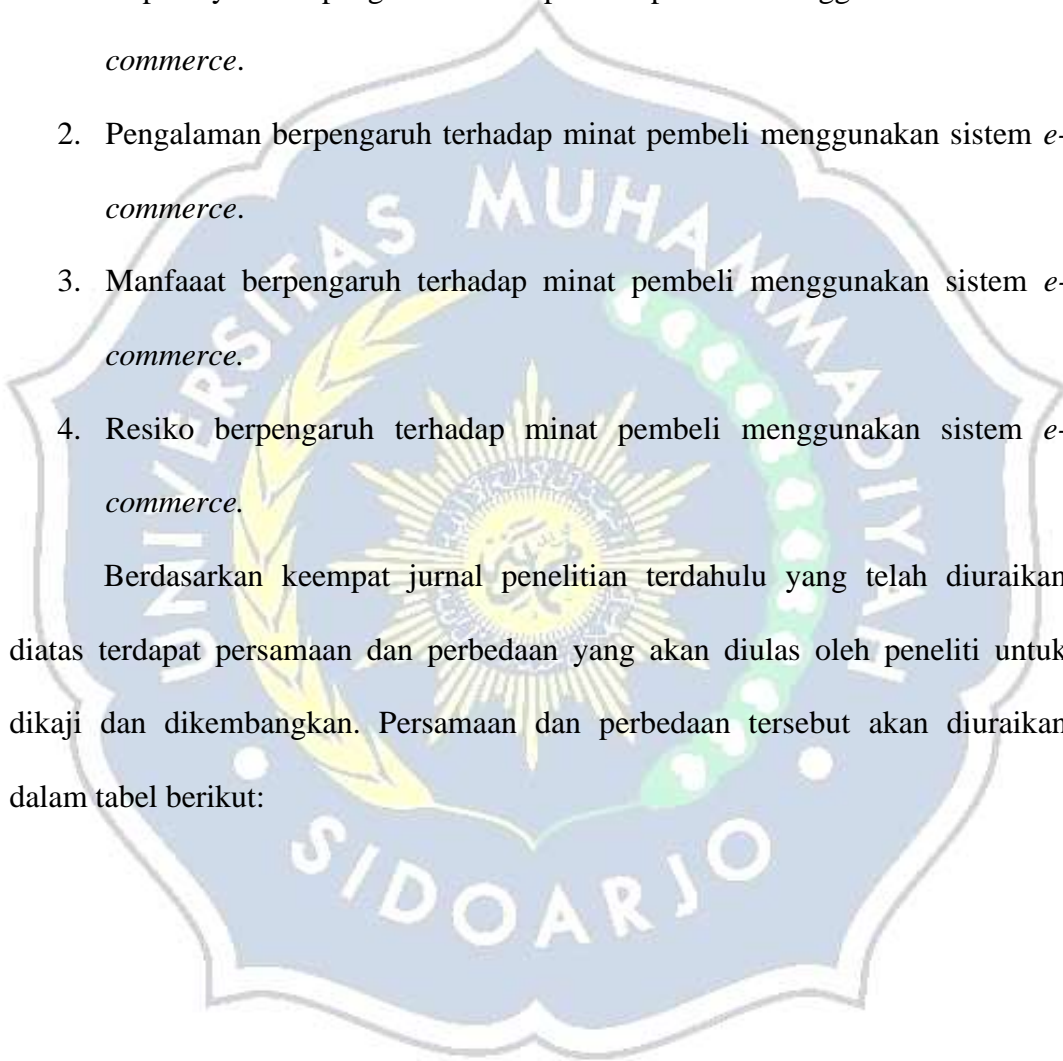 commerce.
2. Pengalaman berpengaruh terhadap minat pembeli menggunakan sistem e-
commerce.
3. Manfaaat berpengaruh terhadap minat pembeli menggunakan sistem e-
commerce.
4. Resiko berpengaruh terhadap minat pembeli menggunakan sistem e-
commerce.
Berdasarkan keempat jurnal penelitian terdahulu yang telah diuraikan
diatas terdapat persamaan dan perbedaan yang akan diulas oleh peneliti untuk
dikaji dan dikembangkan. Persamaan dan perbedaan tersebut akan diuraikan
dalam tabel berikut:
UNIVERSITAS MUHAMMADIYAH
SIDOARJO